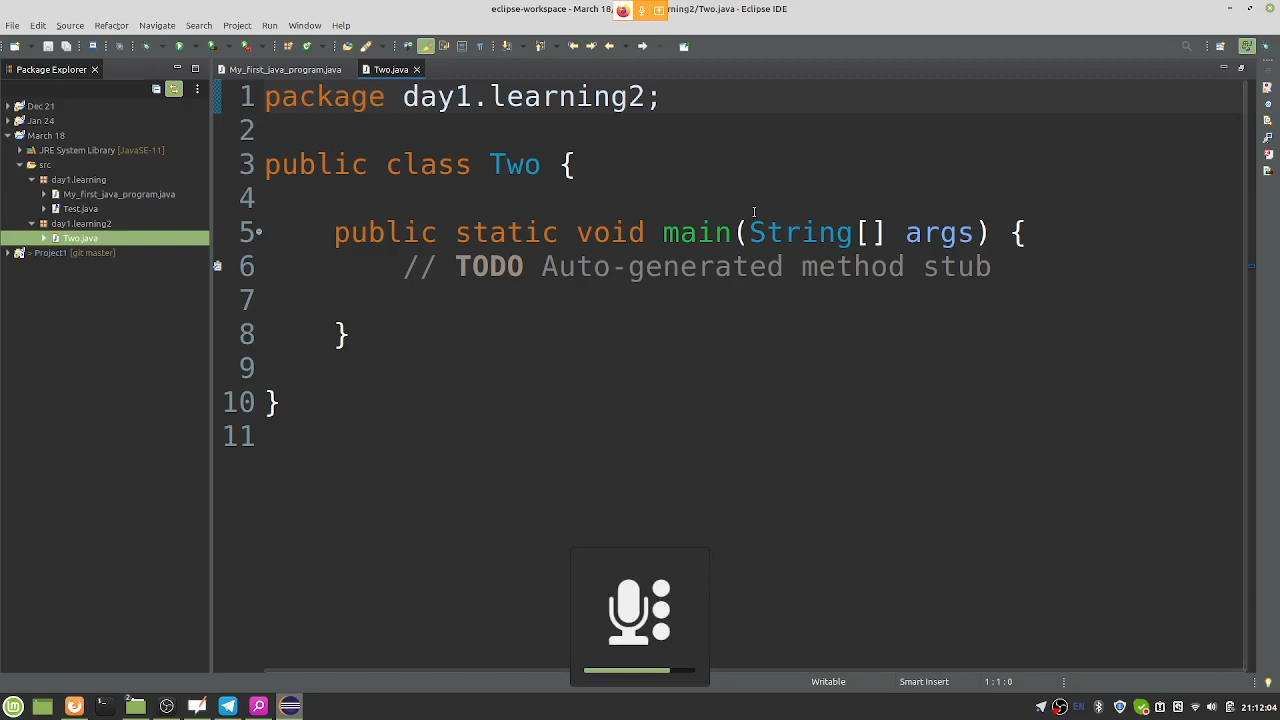 eclipse-workspace - March 18/
rning2/Two.java - Eclipse IDE
File Edit Source Refactor Navigate Search Project Run Window Help
Package Explorer
My_first_java_program.java
Two.java
Dec 21
Jan 24
March 18
JRE System Library [JavaSE-11]
src
day1.learning
My_first_java_program.java
Test.java
day1.learning2
Two.java
> Project1 [git master]
1 package day1.learning2;
2
3 public class Two {
4
5 public static void main(String[] args) {
6 // TODO Auto-generated method stub
7
8 }
9
10 }
11
Writable
Smart Insert
1 : 1 : 0
2
EN
21:12:04